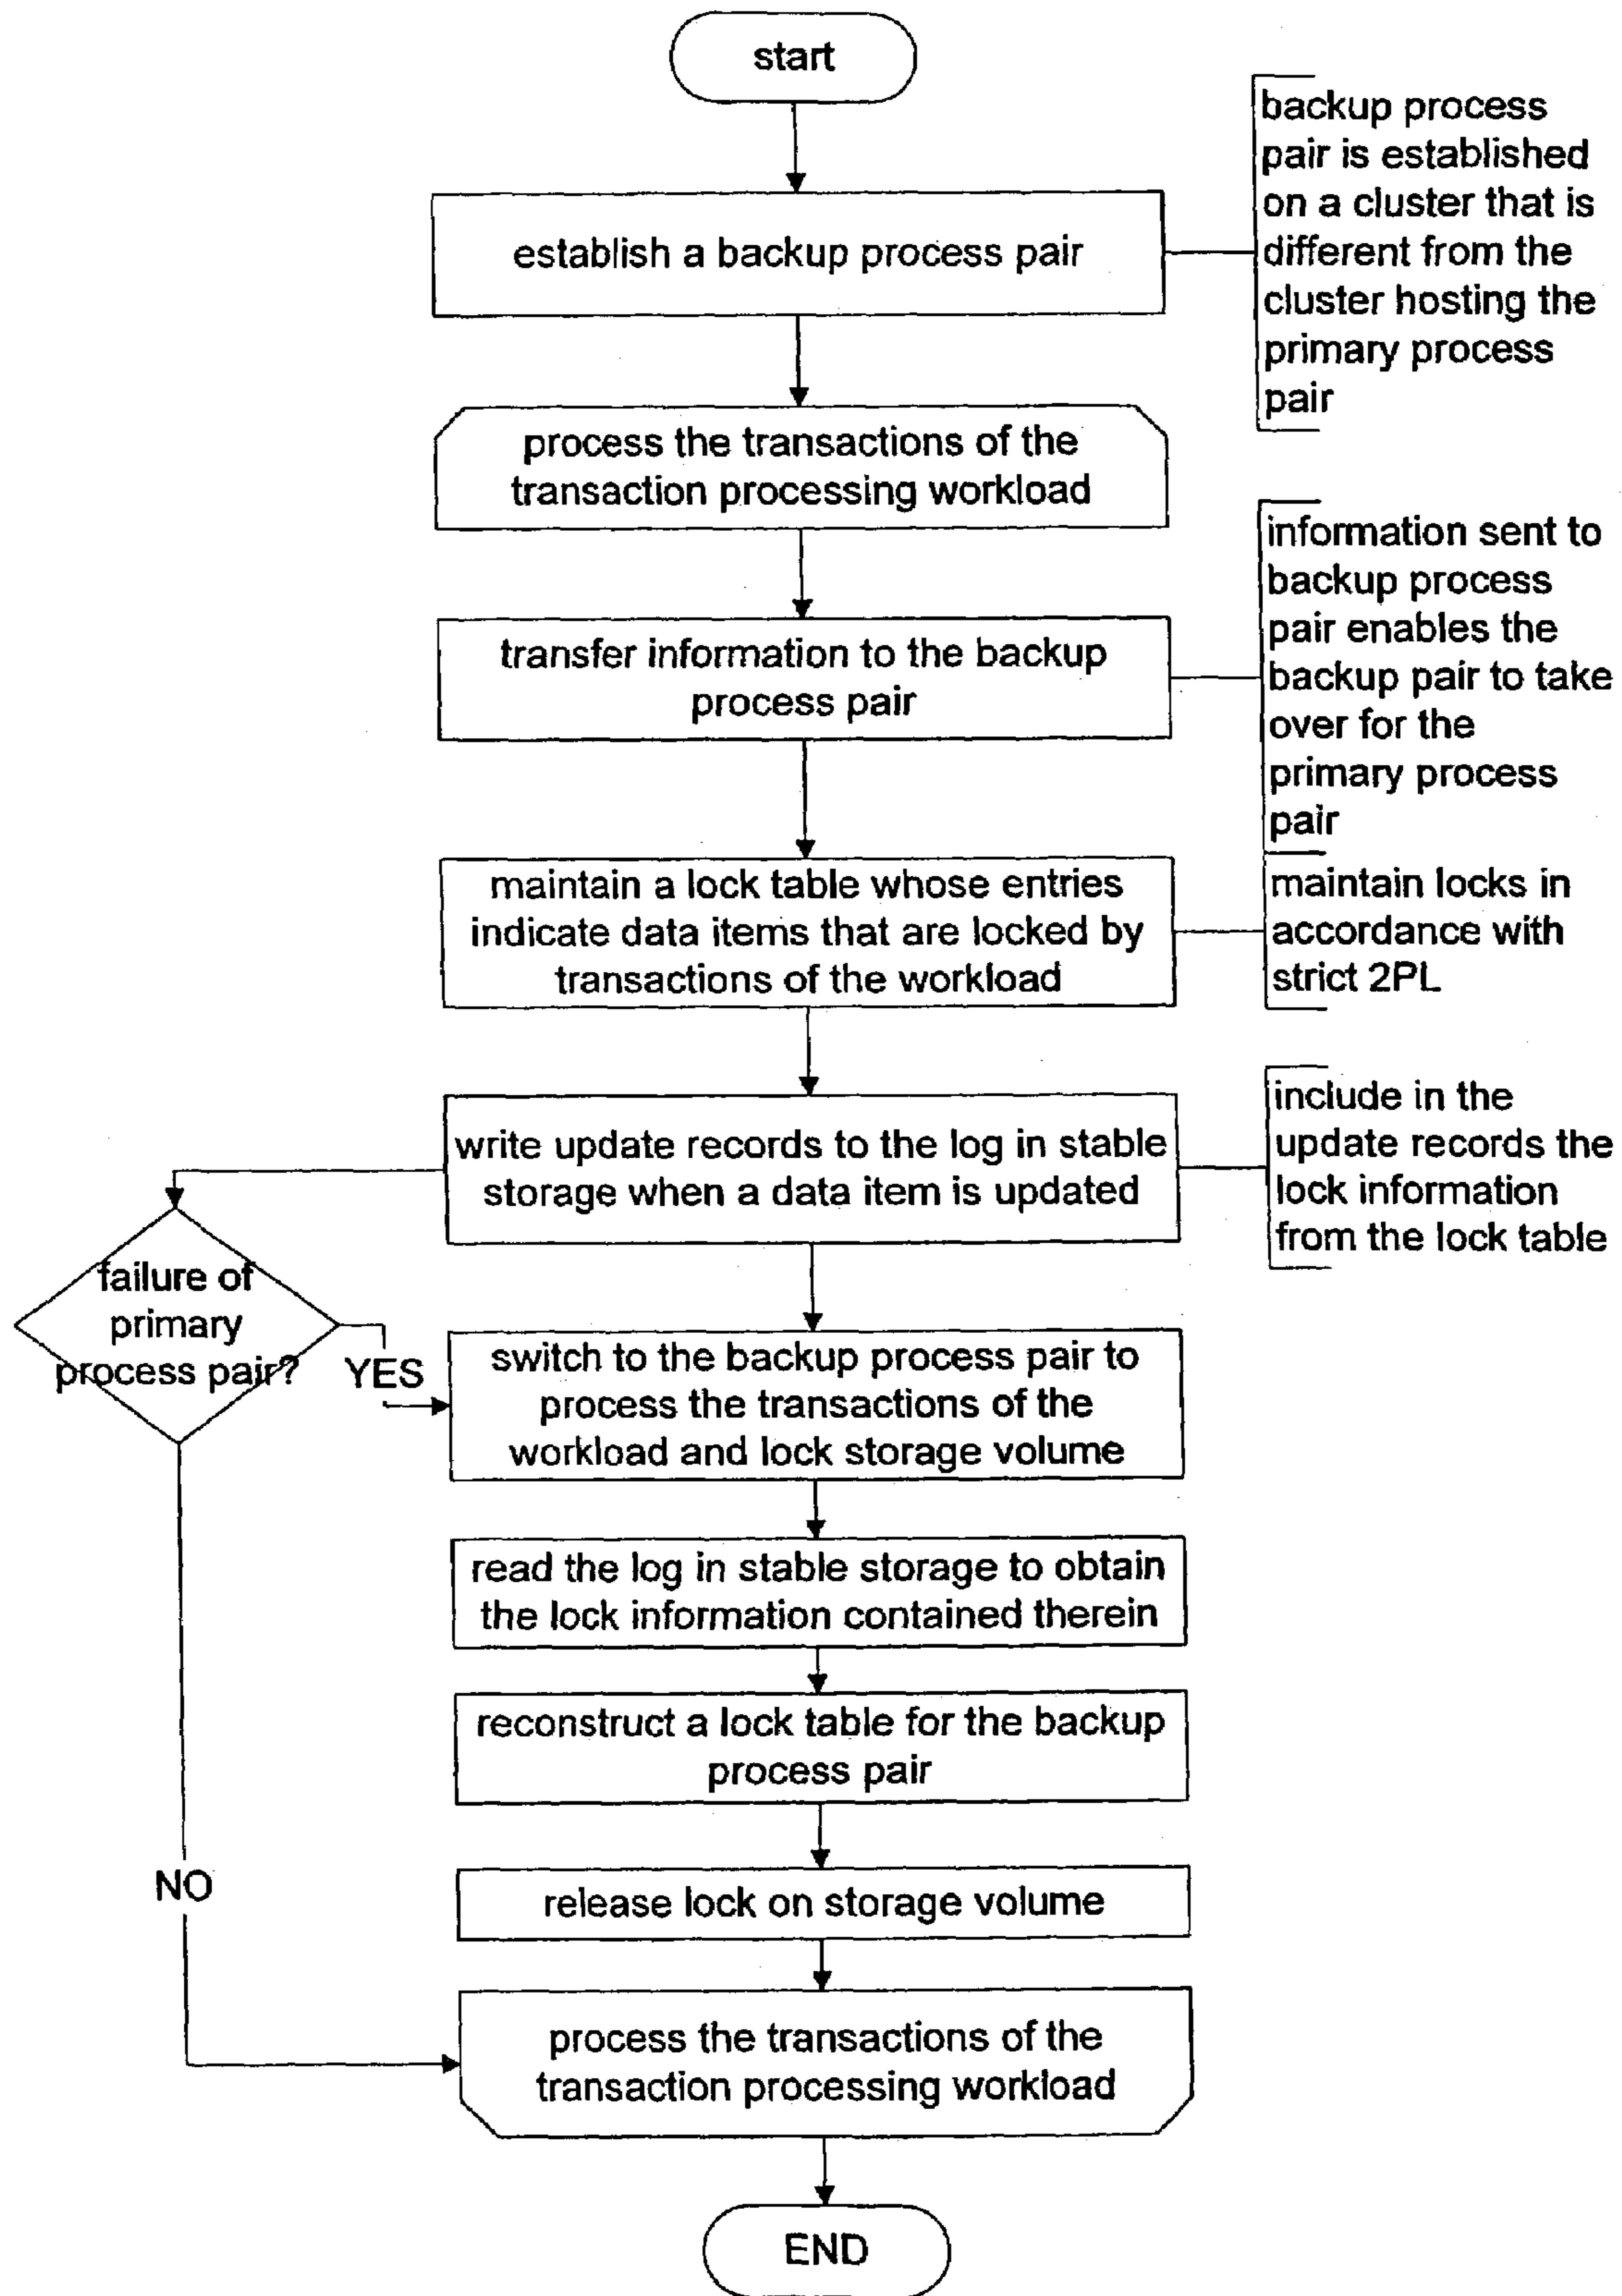 start
backup process
pair is established
on a cluster that is
different from the
cluster hosting the
primary process
pair
establish a backup process pair
process the transactions of the
transaction processing workload
information sent to
backup process
pair enables the
backup pair to take
over for the
primary process
pair
transfer information to the backup
process pair
maintain a lock table whose entries
indicate data items that are locked by
transactions of the workload
maintain locks in
accordance with
strict 2PL
write update records to the log in stable
storage when a data item is updated
include in the
update records the
lock information
from the lock table
failure of
primary
process pair?
YES
switch to the backup process pair to
process the transactions of the
workload and lock storage volume
read the log in stable storage to obtain
the lock information contained therein
reconstruct a lock table for the backup
process pair
NO
release lock on storage volume
process the transactions of the
transaction processing workload
END